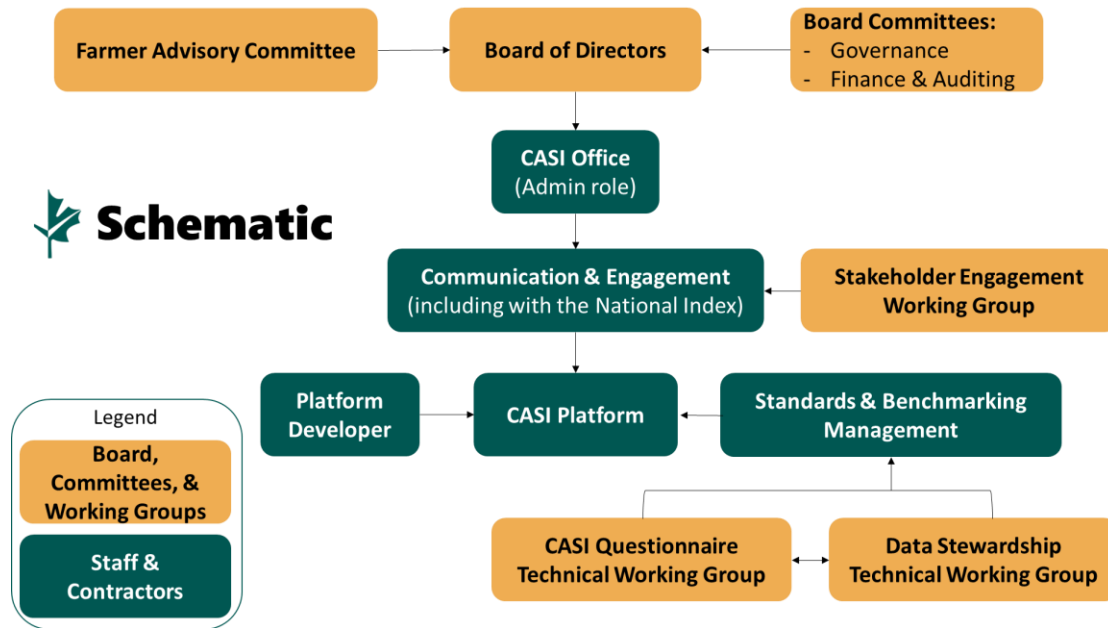 Farmer Advisory Committee
Board of Directors
Board Committees:
- Governance
- Finance & Auditing
CASI Office
(Admin role)
Schematic
Communication & Engagement
(including with the National Index)
Stakeholder Engagement
Working Group
Platform
Developer
CASI Platform
Standards & Benchmarking
Management
Legend
Board,
Committees, &
Working Groups
Staff &
Contractors
CASI Questionnaire
Technical Working Group
Data Stewardship
Technical Working Group